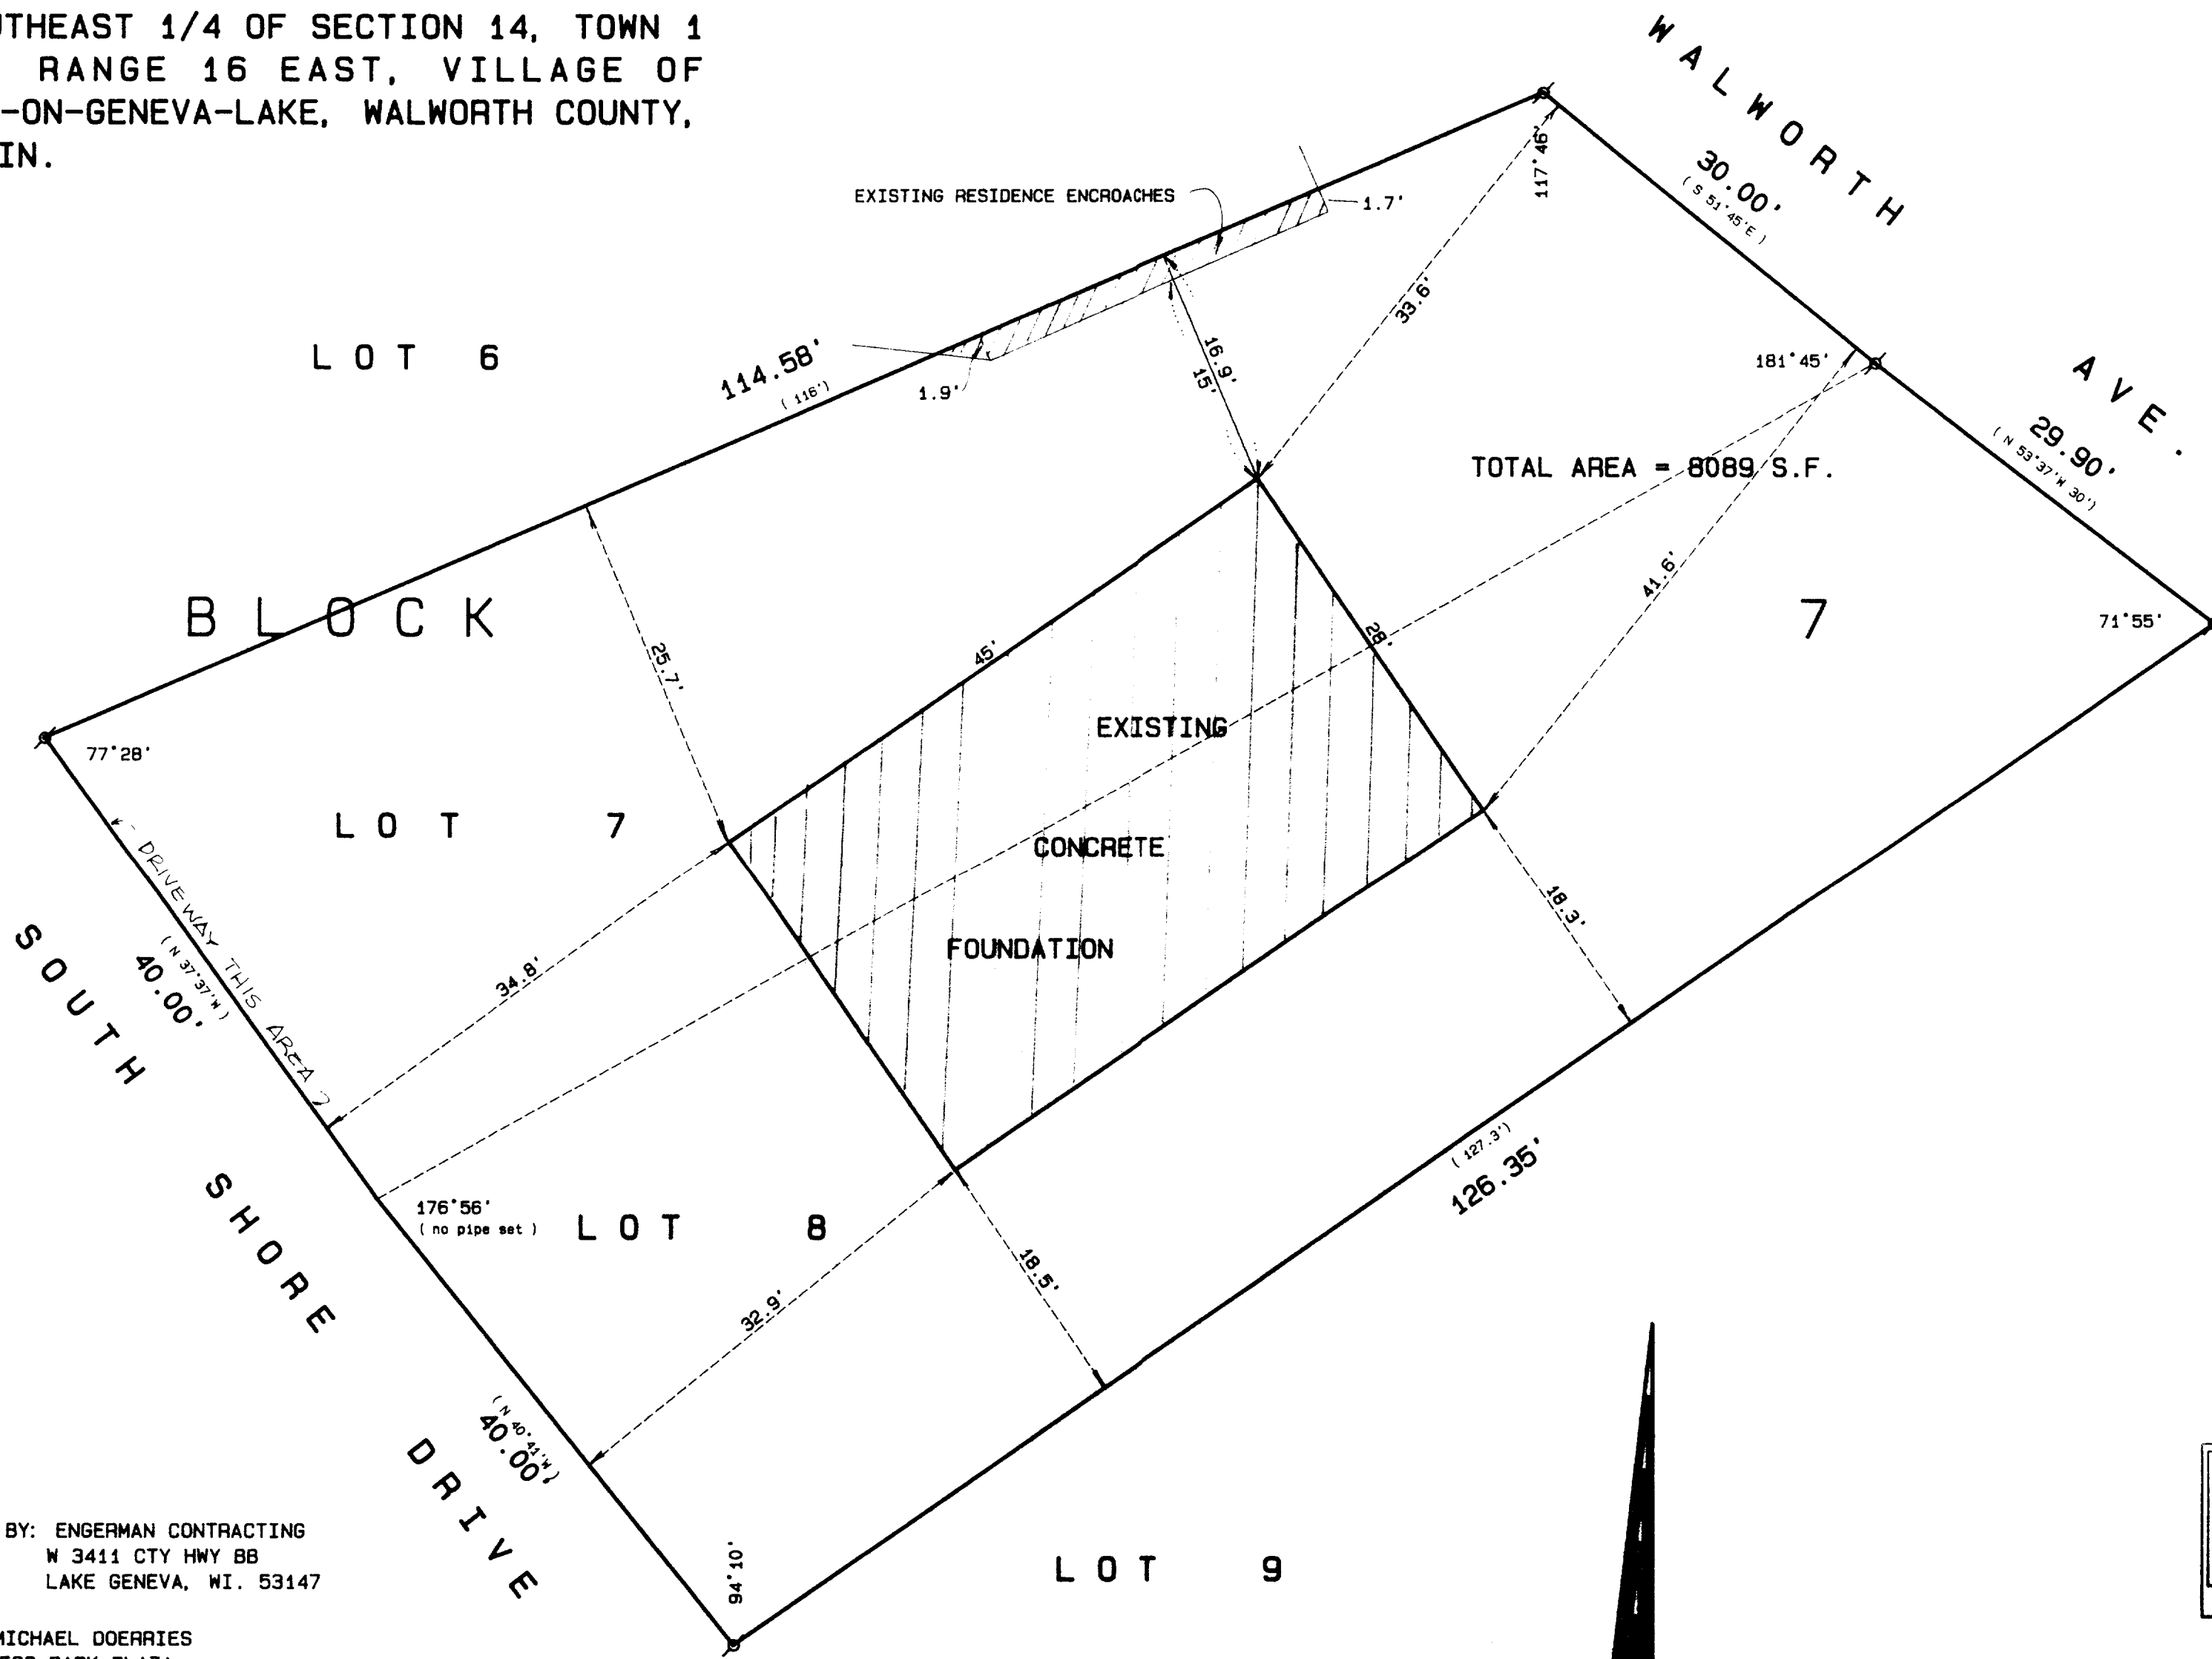 UTHEAST 1/4 OF SECTION 14, TOWN 1
RANGE 16 EAST, VILLAGE OF
-ON-GENEVA-LAKE, WALWORTH COUNTY,
IN.
WALWORTH
AVE.
30.00'
( S 51°45'E )
117°46'
EXISTING RESIDENCE ENCROACHES
1.7'
33.6'
LOT 6
114.58'
( 116')
1.9'
16.9'
15'
181°45'
29.90'
( N 53°37'W 30')
TOTAL AREA = 8089 S.F.
41.6'
BLOCK
7
71°55'
25.7'
45'
28'
77°28'
EXISTING
CONCRETE
FOUNDATION
LOT 7
DRIVEWAY THIS AREA
( N 37°37'W )
40.00'
34.8'
18.3'
SOUTH
SHORE
DRIVE
176°56'
( no pipe set )
LOT 8
( 127.3')
126.35'
32.9'
18.5'
( N 40°41'W )
40.00'
94°10'
LOT 9
BY: ENGERMAN CONTRACTING
W 3411 CTY HWY BB
LAKE GENEVA, WI. 53147
MICHAEL DOERRIES